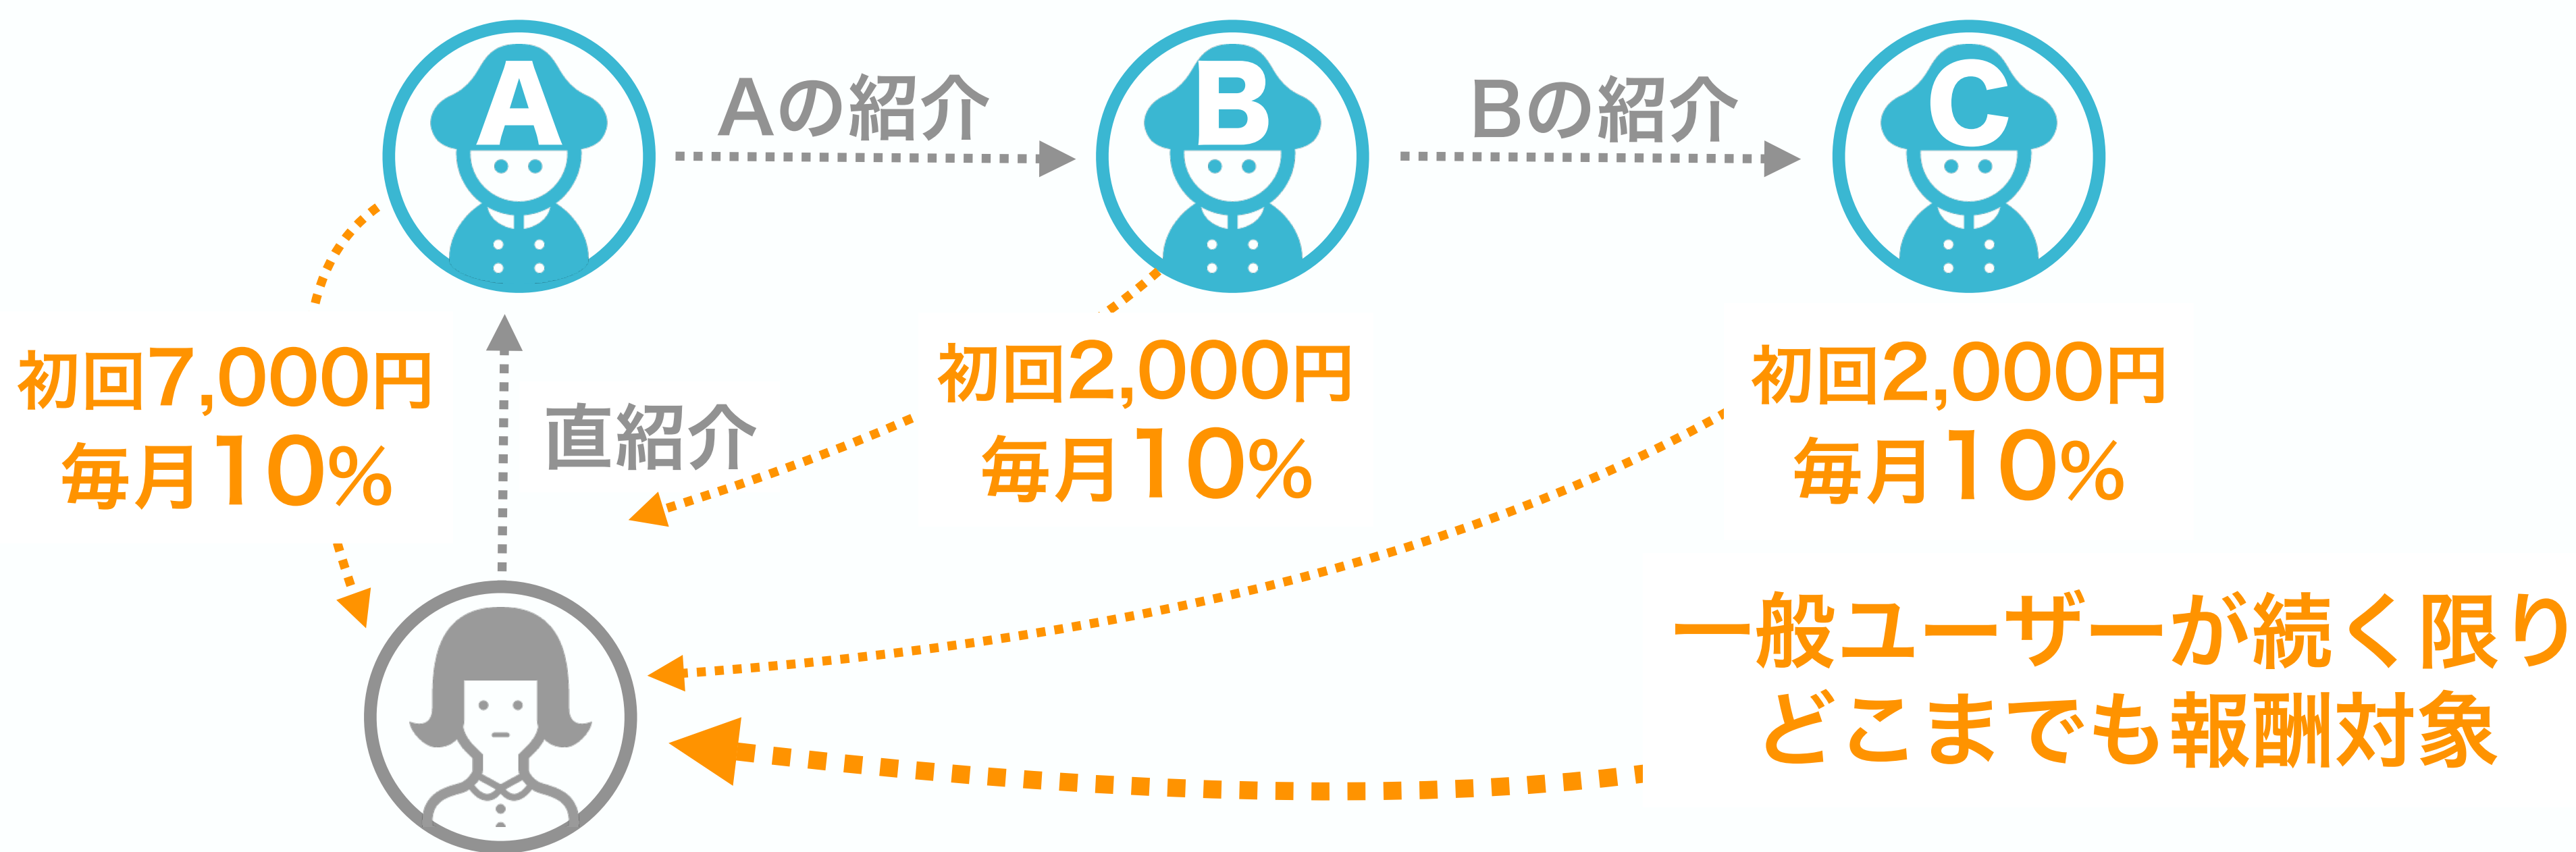 A
Aの紹介
B
Bの紹介
C
初回7,000円
毎月10%
直紹介
初回2,000円
毎月10%
初回2,000円
毎月10%
一般ユーザーが続く限り
どこまでも報酬対象